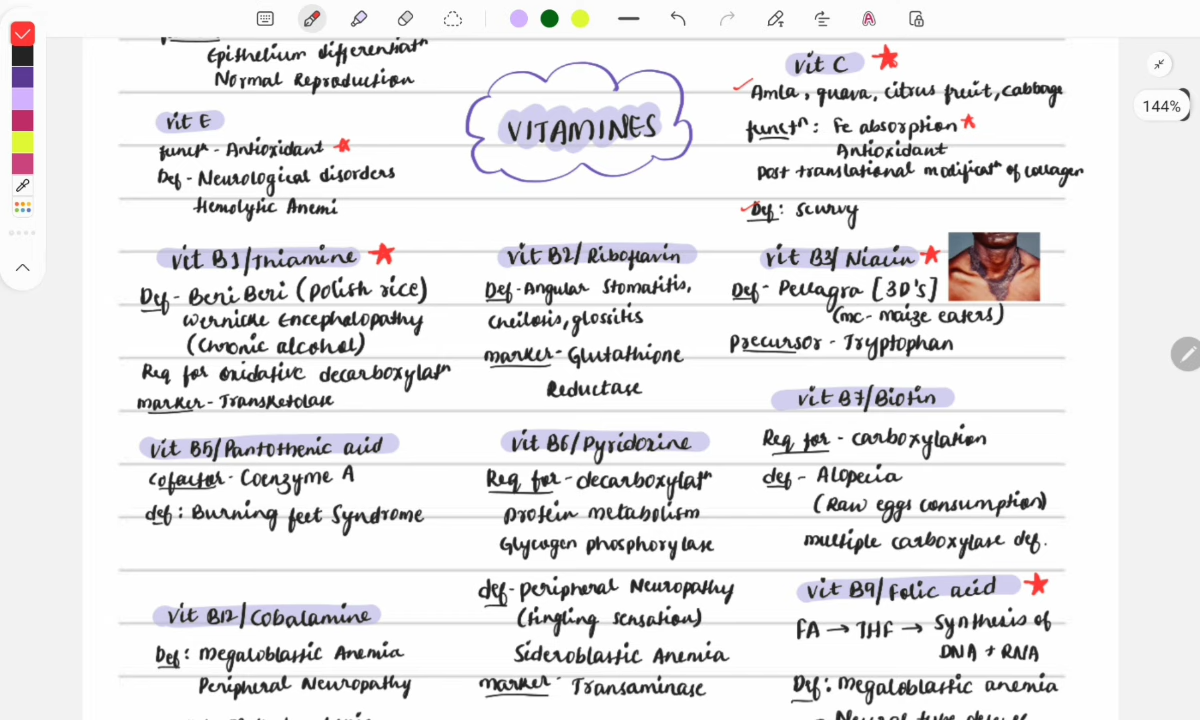 Epithelium differentiatn
Normal Reproduction
Vit E
functn - Antioxidant
Def - Neurological disorders
Hemolytic Anemi
VITAMINES
Vit C
Amla, guava, citrus fruit, cabbage
functn: Fe absorption
Antioxidant
Post translational modificatn of collagen
Def: Scurvy
Vit B1/Thiamine
Def - Beri Beri (Polish rice)
Wernicke Encephalopathy
(Chronic alcohol)
Req for oxidative decarboxylatn
marker - Transketolase
Vit B2/Riboflavin
Def - Angular Stomatitis,
Cheilosis, glossitis
marker - Glutathione
Reductase
Vit B3/Niacin
Def - Pellagra [3D's]
(mc - maize eaters)
Precursor - Tryptophan
Vit B5/Pantothenic acid
cofactor - Coenzyme A
def: Burning feet Syndrome
Vit B6/Pyridoxine
Req for - decarboxylatn
Protein metabolism
Glycogen phosphorylase
def - Peripheral Neuropathy
(tingling sensation)
Sideroblastic Anemia
marker - Transaminase
Vit B7/Biotin
Req for - carboxylation
def - Alopecia
(Raw eggs consumption)
multiple carboxylase def.
Vit B12/Cobalamine
Def: megaloblastic Anemia
Peripheral Neuropathy
Vit B9/Folic acid
FA → THF → Synthesis of
DNA + RNA
Def: Megaloblastic anemia
144%